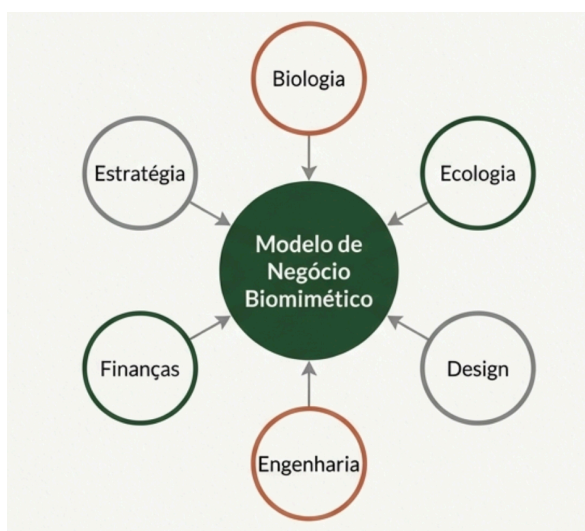 Biologia
Estratégia
Ecologia
Modelo de
Negócio
Biomimético
Finanças
Design
Engenharia